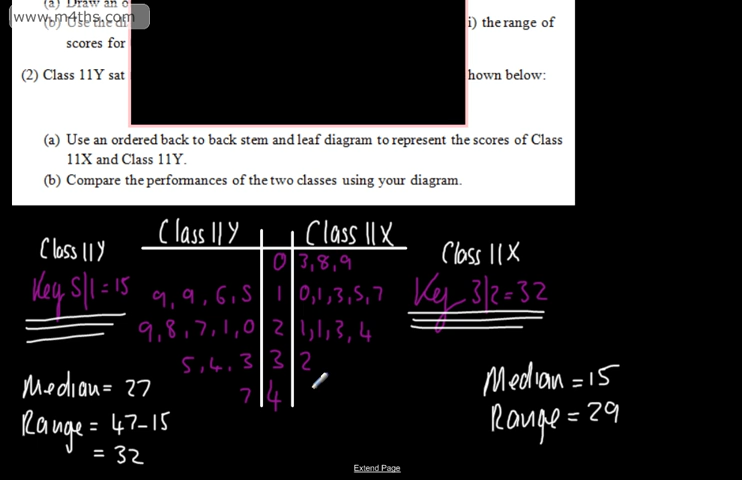 (a) Draw an o
www.m4ths.com
(b) Use the di i) the range of
scores for
(2) Class 11Y sat hown below:
(a) Use an ordered back to back stem and leaf diagram to represent the scores of Class
11X and Class 11Y.
(b) Compare the performances of the two classes using your diagram.
Class 11Y Class 11X
Class 11Y
Class 11X
0 3,8,9
Key 5|1=15
9,9,6,5 1 0,1,3,5,7
Key 3|2=32
9,8,7,1,0 2 1,1,3,4
5,4,3 3 2
7 4
Median = 27
Range = 47-15
= 32
Median = 15
Range = 29
Extend Page